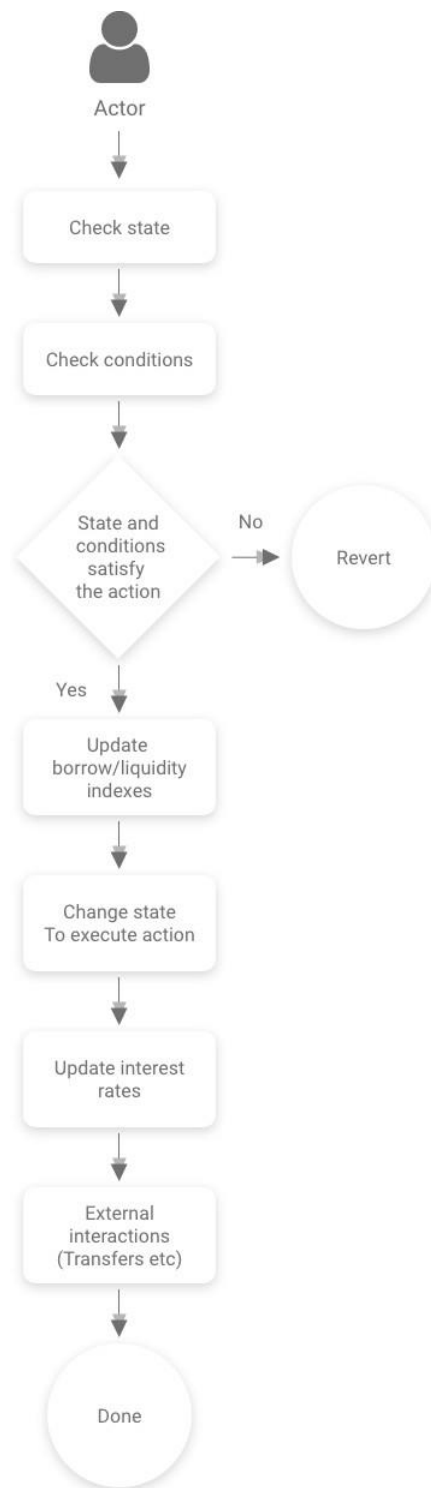 Actor
Check state
Check conditions
State and
conditions
satisfy
the action
No
Revert
Yes
Update
borrow/liquidity
indexes
Change state
To execute action
Update interest
rates
External
interactions
(Transfers etc)
Done